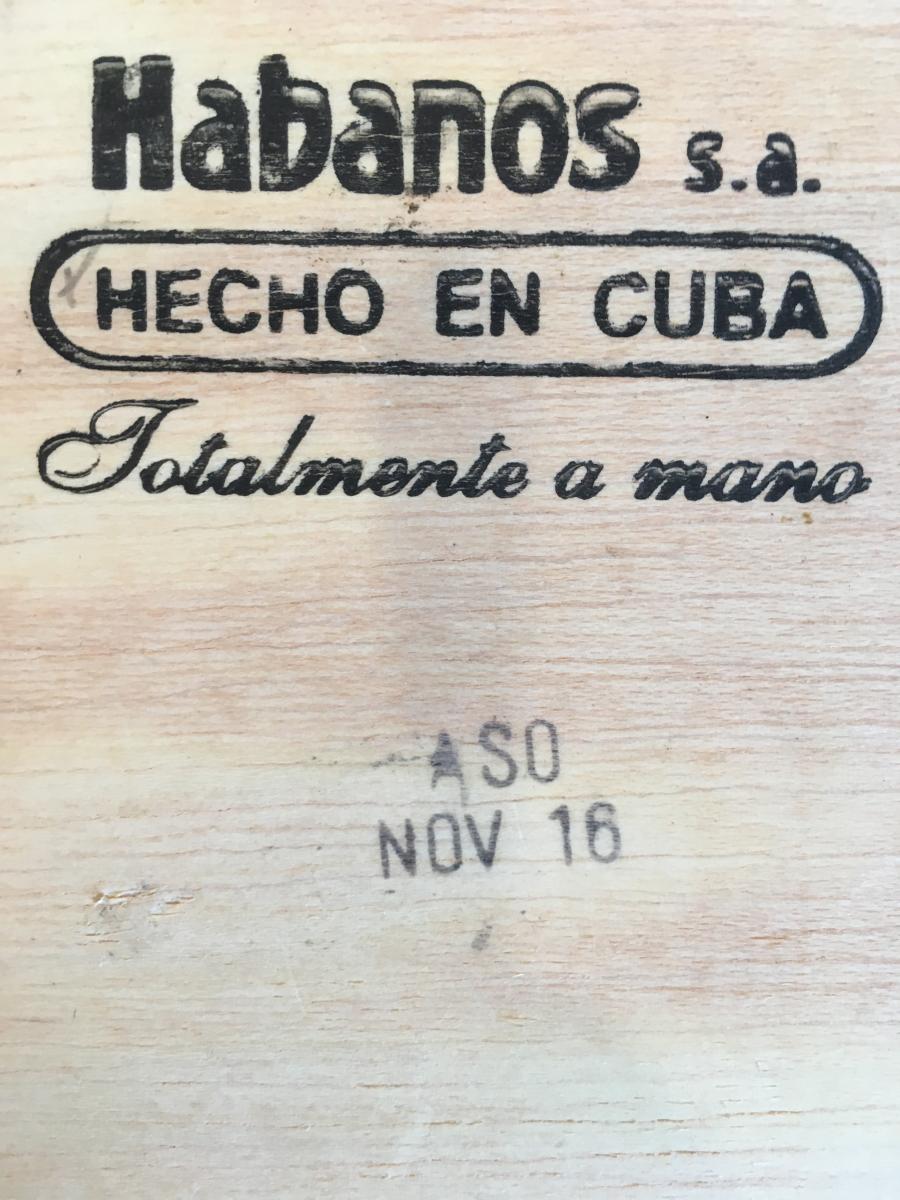 Habanos s.a.
HECHO EN CUBA
Totalmente a mano
ASO
NOV 16